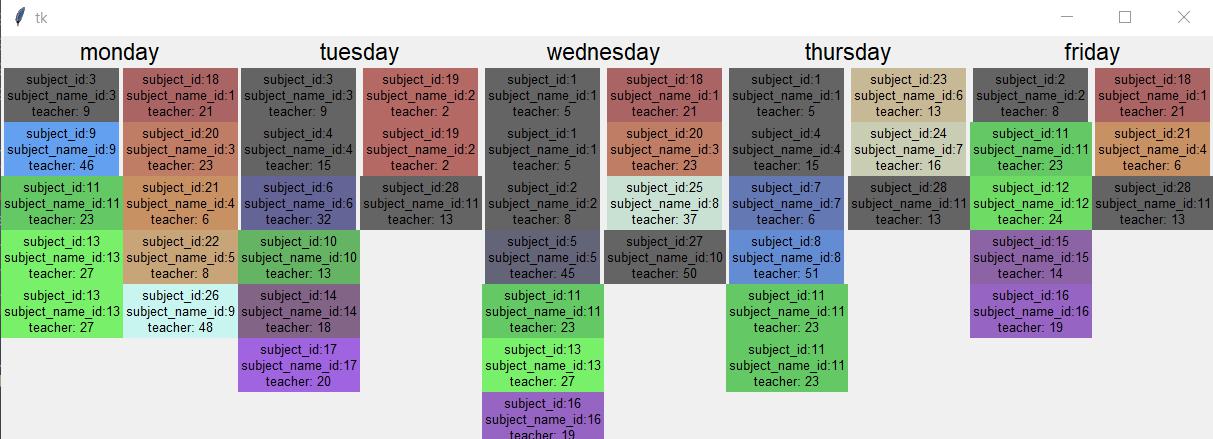 tk
monday tuesday wednesday thursday friday
subject_id:3 subject_id:18 subject_id:3 subject_id:19 subject_id:1 subject_id:18 subject_id:1 subject_id:23 subject_id:2 subject_id:18
subject_name_id:3 subject_name_id:1 subject_name_id:3 subject_name_id:2 subject_name_id:1 subject_name_id:1 subject_name_id:1 subject_name_id:6 subject_name_id:2 subject_name_id:1
teacher: 9 teacher: 21 teacher: 9 teacher: 2 teacher: 5 teacher: 21 teacher: 5 teacher: 13 teacher: 8 teacher: 21
subject_id:9 subject_id:20 subject_id:4 subject_id:19 subject_id:1 subject_id:20 subject_id:4 subject_id:24 subject_id:11 subject_id:21
subject_name_id:9 subject_name_id:3 subject_name_id:4 subject_name_id:2 subject_name_id:1 subject_name_id:3 subject_name_id:4 subject_name_id:7 subject_name_id:11 subject_name_id:4
teacher: 46 teacher: 23 teacher: 15 teacher: 2 teacher: 5 teacher: 23 teacher: 15 teacher: 16 teacher: 23 teacher: 6
subject_id:11 subject_id:21 subject_id:6 subject_id:28 subject_id:2 subject_id:25 subject_id:7 subject_id:28 subject_id:12 subject_id:28
subject_name_id:11 subject_name_id:4 subject_name_id:6 subject_name_id:11 subject_name_id:2 subject_name_id:8 subject_name_id:7 subject_name_id:11 subject_name_id:12 subject_name_id:11
teacher: 23 teacher: 6 teacher: 32 teacher: 13 teacher: 8 teacher: 37 teacher: 6 teacher: 13 teacher: 24 teacher: 13
subject_id:13 subject_id:22 subject_id:10 subject_id:5 subject_id:27 subject_id:8 subject_id:15
subject_name_id:13 subject_name_id:5 subject_name_id:10 subject_name_id:5 subject_name_id:10 subject_name_id:8 subject_name_id:15
teacher: 27 teacher: 8 teacher: 13 teacher: 45 teacher: 50 teacher: 51 teacher: 14
subject_id:13 subject_id:26 subject_id:14 subject_id:11 subject_id:11 subject_id:16
subject_name_id:13 subject_name_id:9 subject_name_id:14 subject_name_id:11 subject_name_id:11 subject_name_id:16
teacher: 27 teacher: 48 teacher: 18 teacher: 23 teacher: 23 teacher: 19
subject_id:17 subject_id:13 subject_id:11
subject_name_id:17 subject_name_id:13 subject_name_id:11
teacher: 20 teacher: 27 teacher: 23
subject_id:16
subject_name_id:16
teacher: 19